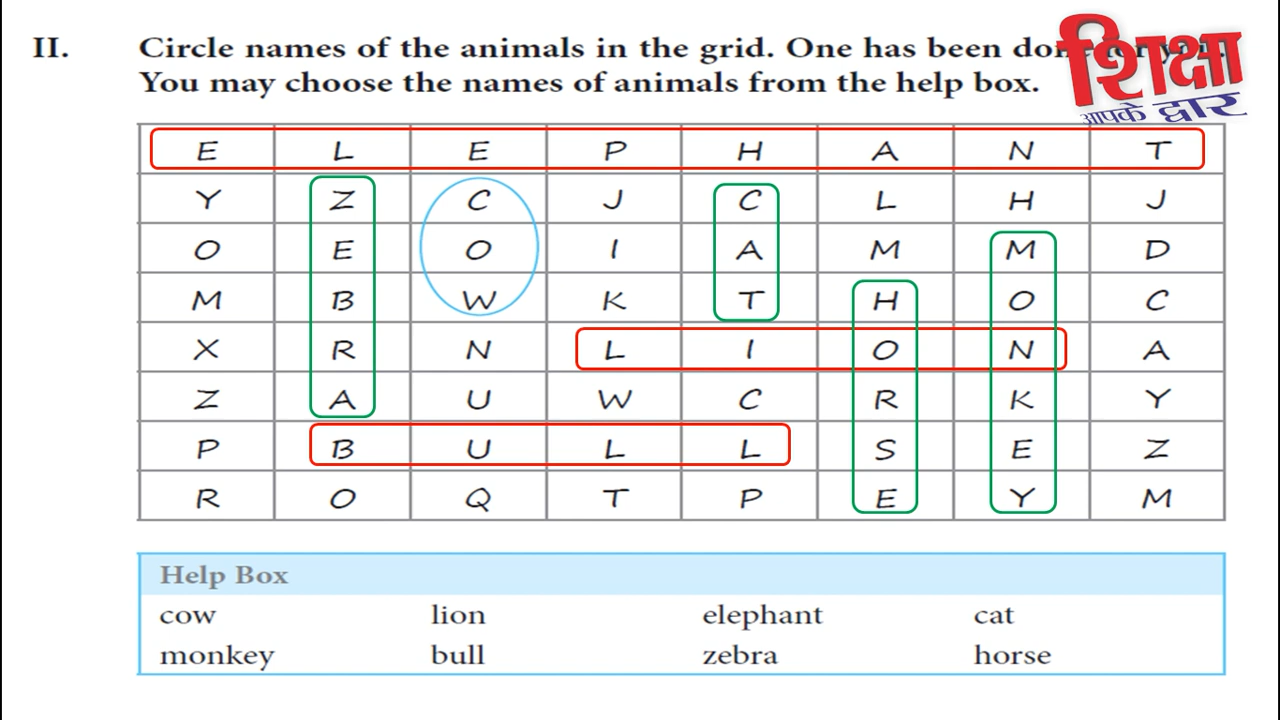 II. Circle names of the animals in the grid. One has been done for you.
You may choose the names of animals from the help box.
शिक्षा
आपके द्वार
E L E P H A N T
Y Z C J C L H J
O E O I A M M D
M B W K T H O C
X R N L I O N A
Z A U W C R K Y
P B U L L S E Z
R O Q T P E Y M
Help Box
cow lion elephant cat
monkey bull zebra horse